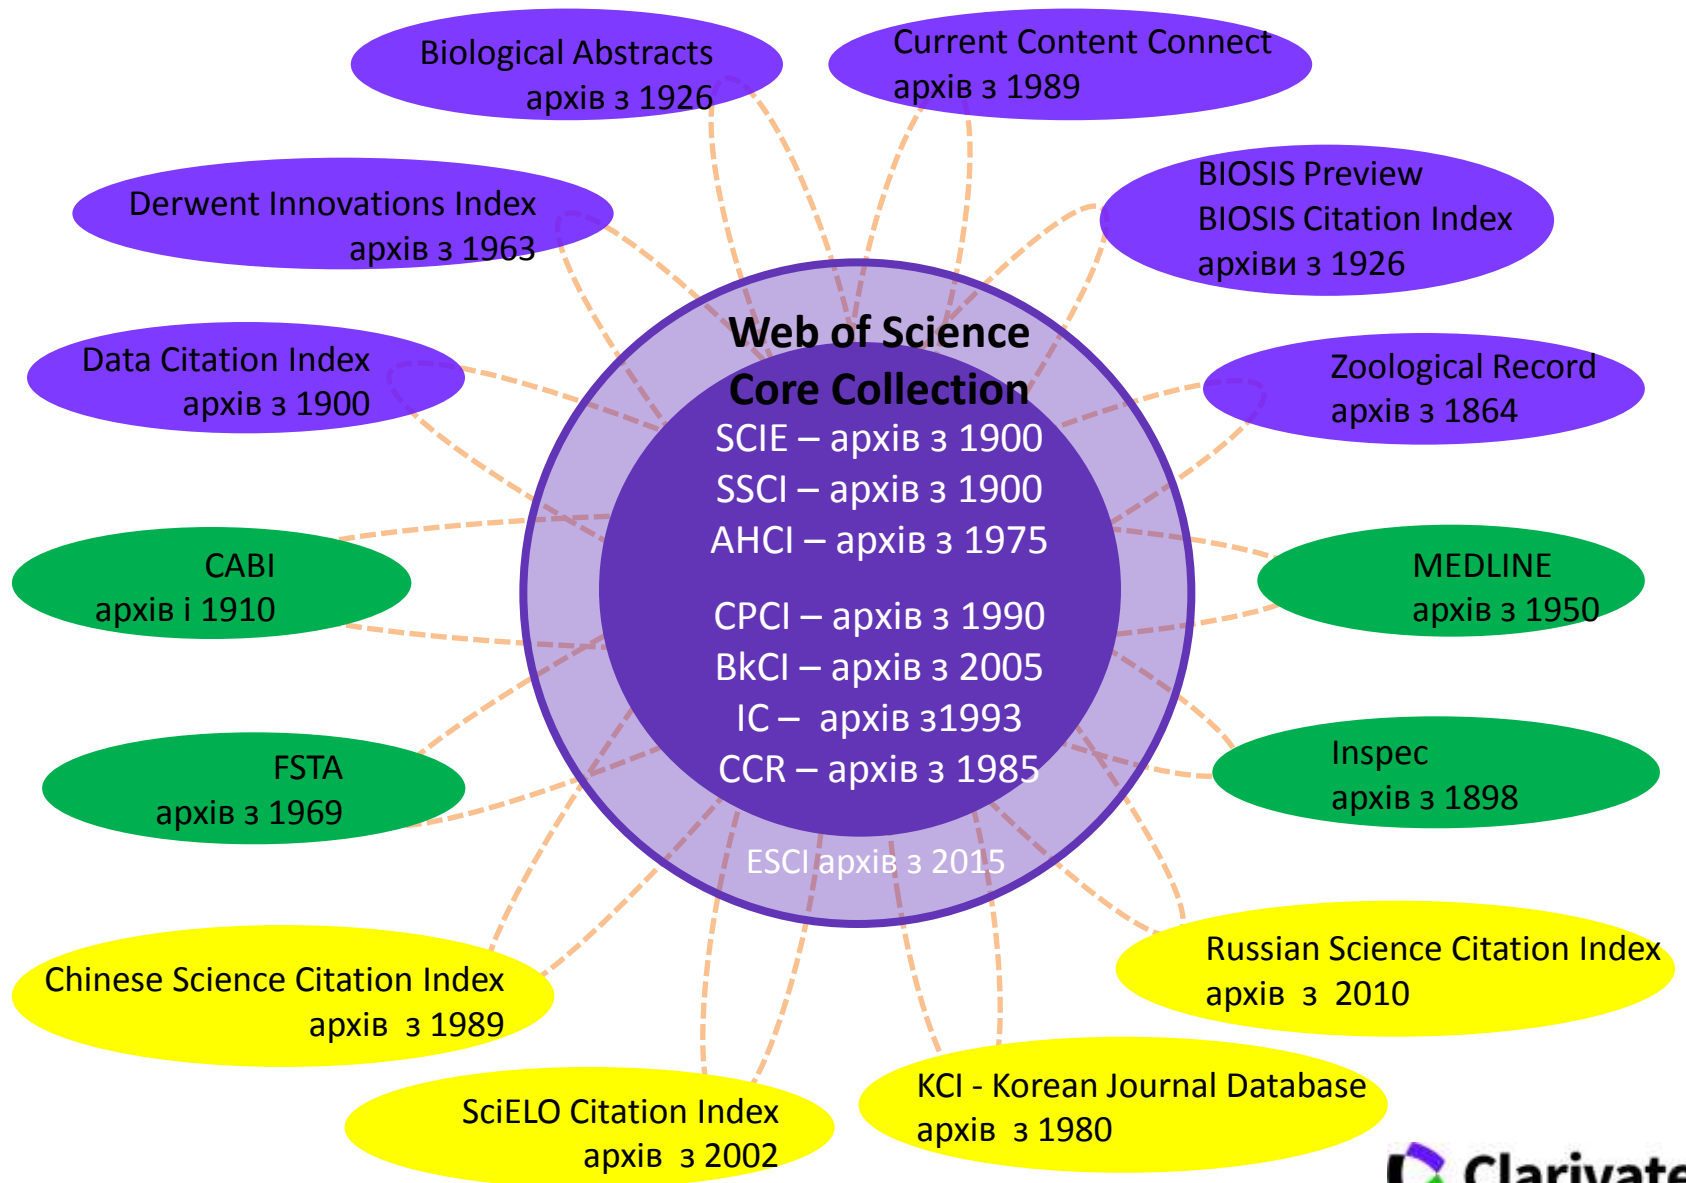 Biological Abstracts
архів з 1926
Current Content Connect
архів з 1989
Derwent Innovations Index
архів з 1963
BIOSIS Preview
BIOSIS Citation Index
архіви з 1926
Data Citation Index
архів з 1900
Zoological Record
архів з 1864
Web of Science
Core Collection
SCIE – архів з 1900
SSCI – архів з 1900
AHCI – архів з 1975
CPCI – архів з 1990
BkCI – архів з 2005
IC – архів з1993
CCR – архів з 1985
ESCI архів з 2015
CABI
архів і 1910
MEDLINE
архів з 1950
FSTA
архів з 1969
Inspec
архів з 1898
Chinese Science Citation Index
архів з 1989
Russian Science Citation Index
архів з 2010
SciELO Citation Index
архів з 2002
KCI - Korean Journal Database
архів з 1980
Clarivate